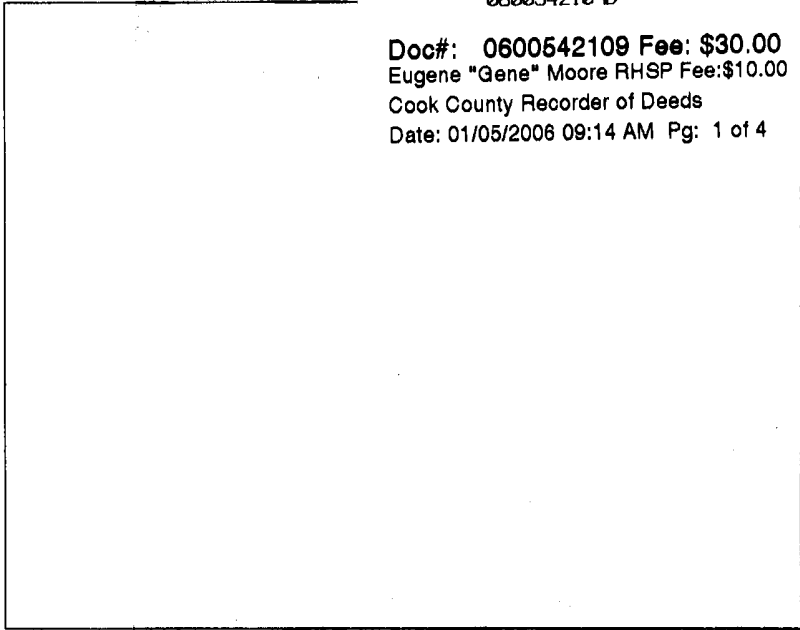 Doc#: 0600542109 Fee: $30.00
Eugene "Gene" Moore RHSP Fee:$10.00
Cook County Recorder of Deeds
Date: 01/05/2006 09:14 AM Pg: 1 of 4